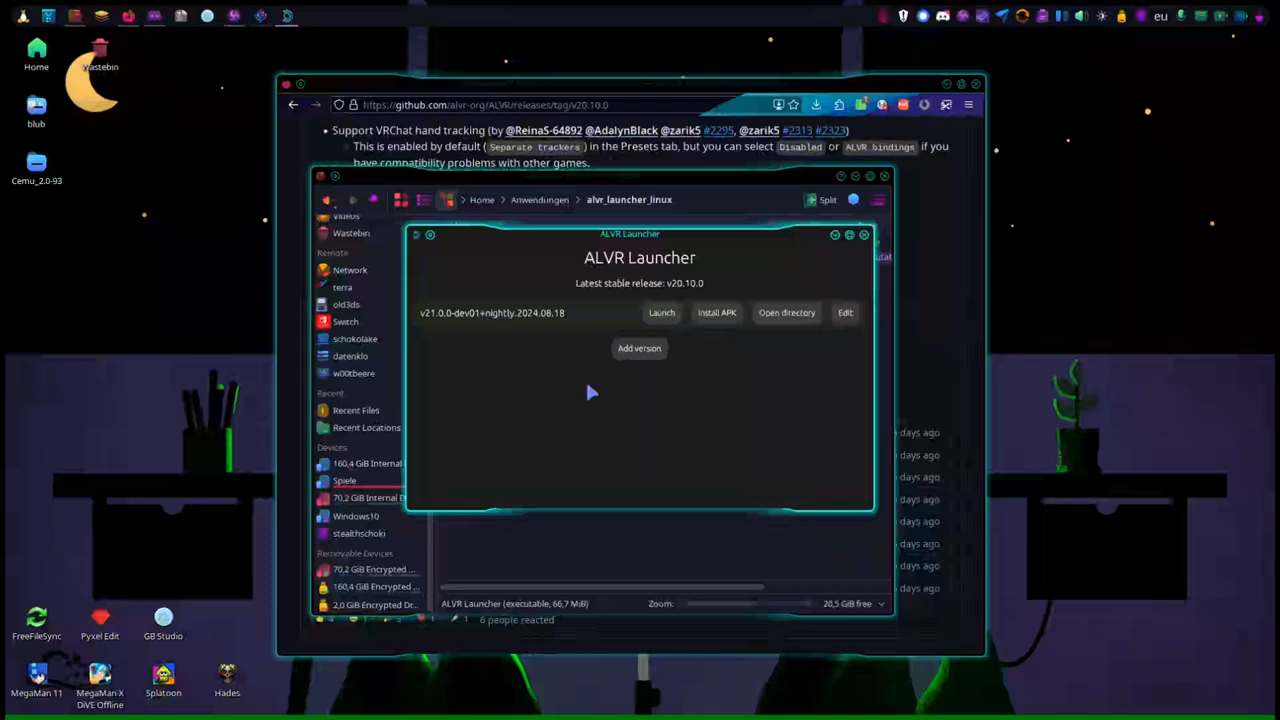 eu
Home
Wastebin
blub
Cemu_2.0-93
https://github.com/alvr-org/ALVR/releases/tag/v20.10.0
• Support VRChat hand tracking (by @ReinaS-64892 @AdalynBlack @zarik5 #2295, @zarik5 #2313 #2323)
This is enabled by default (Separate trackers) in the Presets tab, but you can select Disabled or ALVR bindings if you
have compatibility problems with other games.
> Home > Anwendungen > alvr_launcher_linux
Split
Videos
Wastebin
Remote
Network
terra
old3ds
Switch
schokolake
datenklo
w00tbeere
Recent
Recent Files
Recent Locations
Devices
160,4 GiB Internal
Spiele
70,2 GiB Internal D
Windows10
stealthschoki
Removable Devices
70,2 GiB Encrypted ...
160,4 GiB Encrypted ...
2,0 GiB Encrypted Dr...
ALVR Launcher
ALVR Launcher
Latest stable release: v20.10.0
v21.0.0-dev01+nightly.2024.08.18
Launch
Install APK
Open directory
Edit
Add version
days ago
days ago
days ago
days ago
days ago
days ago
days ago
days ago
ALVR Launcher (executable, 66,7 MiB)
Zoom:
20,5 GiB free
6 people reacted
FreeFileSync
Pyxel Edit
GB Studio
MegaMan 11
MegaMan X
DiVE Offline
Splatoon
Hades